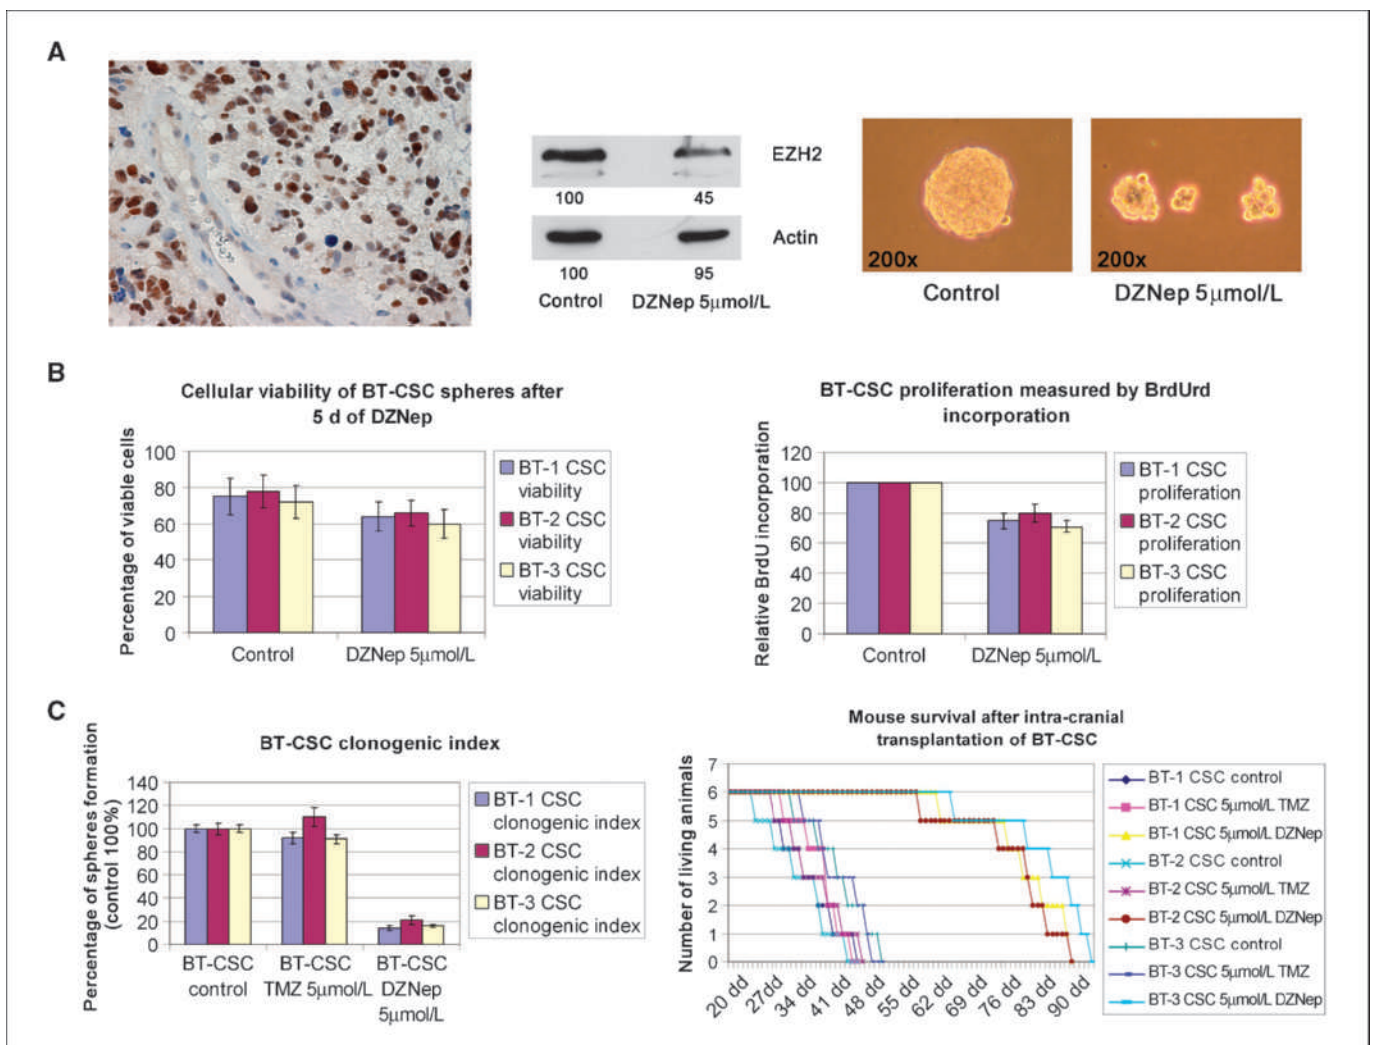 A
EZH2
100 45
Actin
100 95
Control DZNep 5μmol/L
200x
Control
200x
DZNep 5μmol/L
B
Cellular viability of BT-CSC spheres after
5 d of DZNep
Percentage of viable cells
100
80
60
40
20
0
Control DZNep 5μmol/L
BT-1 CSC
viability
BT-2 CSC
viability
BT-3 CSC
viability
BT-CSC proliferation measured by BrdUrd
incorporation
Relative BrdU incorporation
120
100
80
60
40
20
0
Control DZNep 5μmol/L
BT-1 CSC
proliferation
BT-2 CSC
proliferation
BT-3 CSC
proliferation
C
BT-CSC clonogenic index
Percentage of spheres formation
(control 100%)
140
120
100
80
60
40
20
0
BT-CSC
control
BT-CSC
TMZ 5μmol/L
BT-CSC
DZNep
5μmol/L
BT-1 CSC
clonogenic index
BT-2 CSC
clonogenic index
BT-3 CSC
clonogenic index
Mouse survival after intra-cranial
transplantation of BT-CSC
Number of living animals
7
6
5
4
3
2
1
0
20 dd
27dd
34 dd
41 dd
48 dd
55 dd
62 dd
69 dd
76 dd
83 dd
90 dd
BT-1 CSC control
BT-1 CSC 5μmol/L TMZ
BT-1 CSC 5μmol/L DZNep
BT-2 CSC control
BT-2 CSC 5μmol/L TMZ
BT-2 CSC 5μmol/L DZNep
BT-3 CSC control
BT-3 CSC 5μmol/L TMZ
BT-3 CSC 5μmol/L DZNep